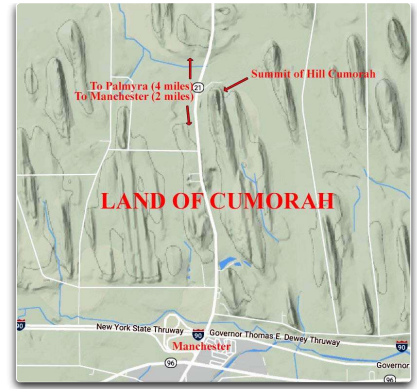 Summit of Hill Cumorah
To Palmyra (4 miles)
21
To Manchester (2 miles)
LAND OF CUMORAH
90
New York State Thruway
90
Governor Thomas E. Dewey Thruway
90
Manchester
96
96
Governor